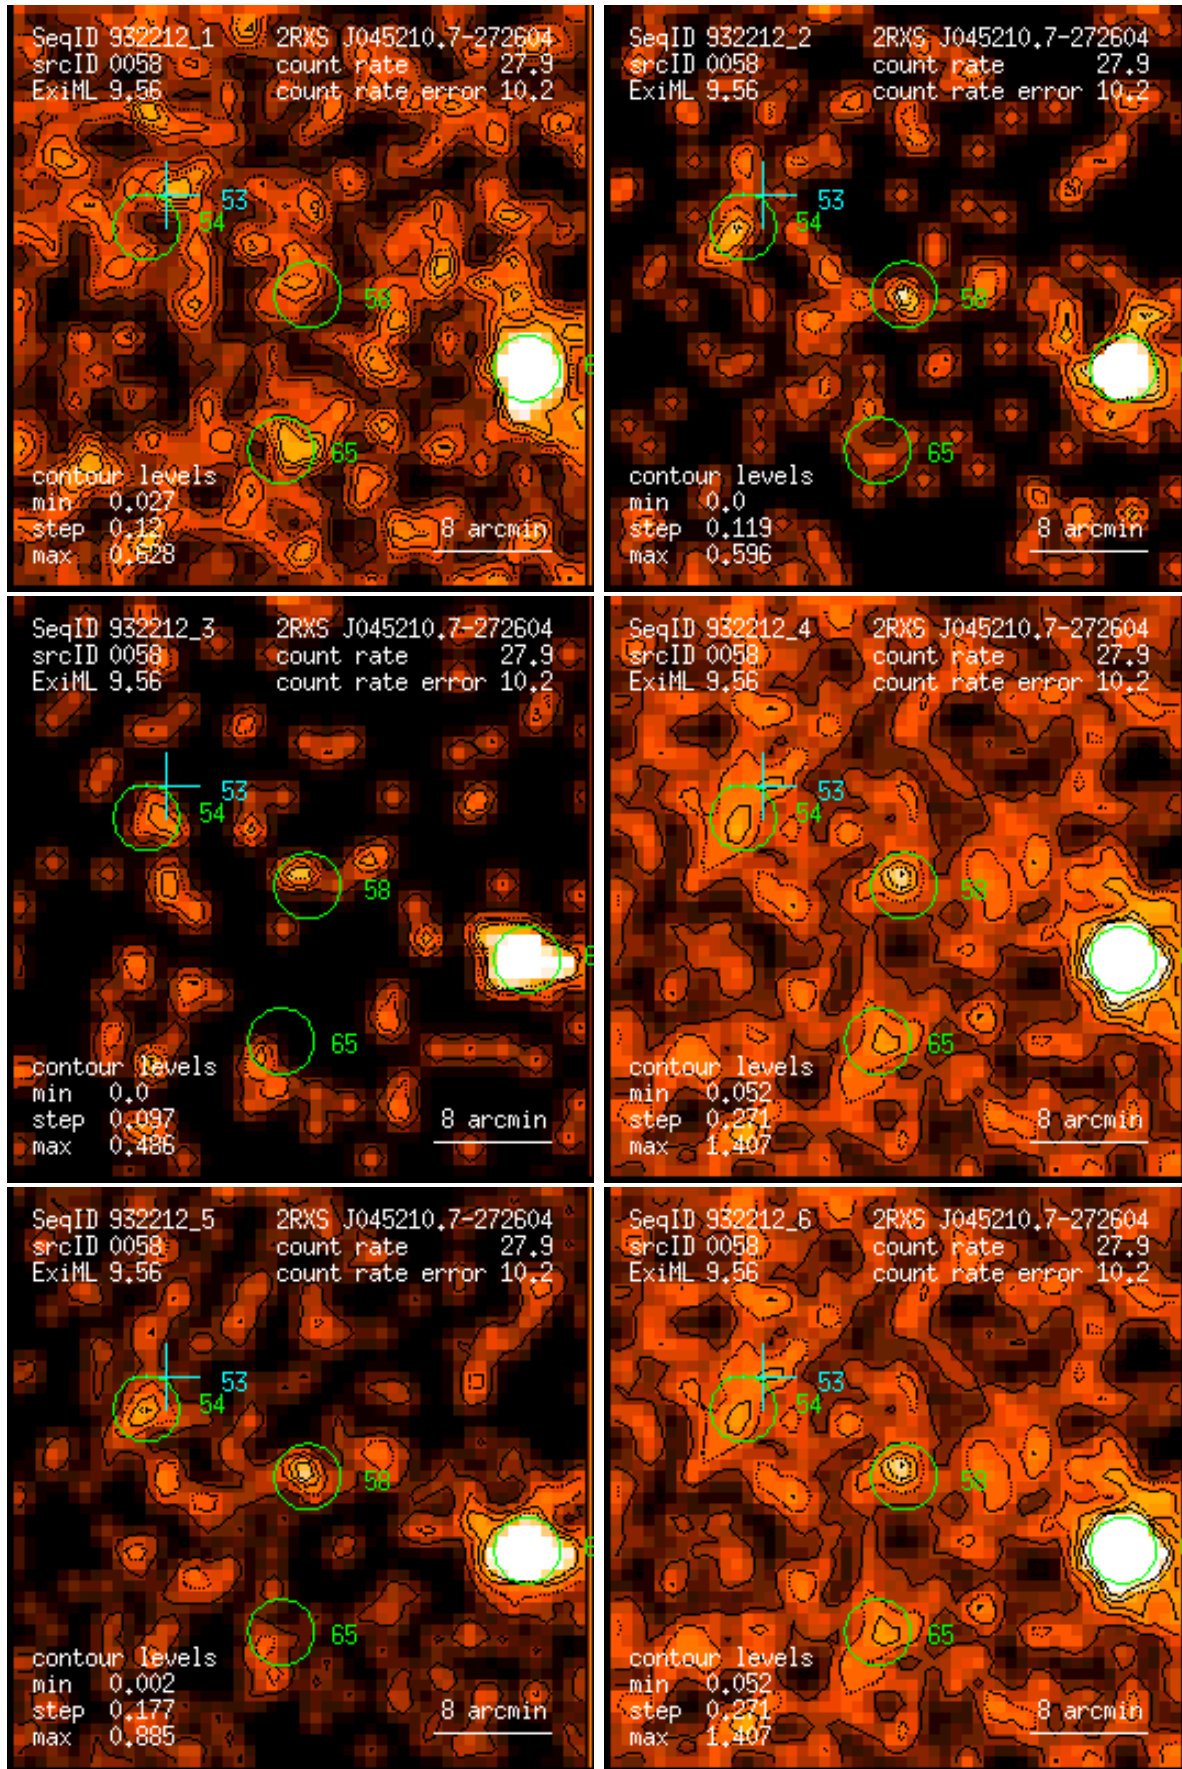 SeqID 932212_1 2RXS J045210.7-272604
srcID 0058 count rate 27.9
ExiML 9.56 count rate error 10.2
53
54
58
65
contour levels
min 0.027
step 0.12
max 0.628
8 arcmin
SeqID 932212_2 2RXS J045210.7-272604
srcID 0058 count rate 27.9
ExiML 9.56 count rate error 10.2
53
54
58
65
contour levels
min 0.0
step 0.119
max 0.596
8 arcmin
SeqID 932212_3 2RXS J045210.7-272604
srcID 0058 count rate 27.9
ExiML 9.56 count rate error 10.2
53
54
58
65
contour levels
min 0.0
step 0.097
max 0.486
8 arcmin
SeqID 932212_4 2RXS J045210.7-272604
srcID 0058 count rate 27.9
ExiML 9.56 count rate error 10.2
53
54
58
65
contour levels
min 0.052
step 0.271
max 1.407
8 arcmin
SeqID 932212_5 2RXS J045210.7-272604
srcID 0058 count rate 27.9
ExiML 9.56 count rate error 10.2
53
54
58
65
contour levels
min 0.002
step 0.177
max 0.885
8 arcmin
SeqID 932212_6 2RXS J045210.7-272604
srcID 0058 count rate 27.9
ExiML 9.56 count rate error 10.2
53
54
58
65
contour levels
min 0.052
step 0.271
max 1.407
8 arcmin